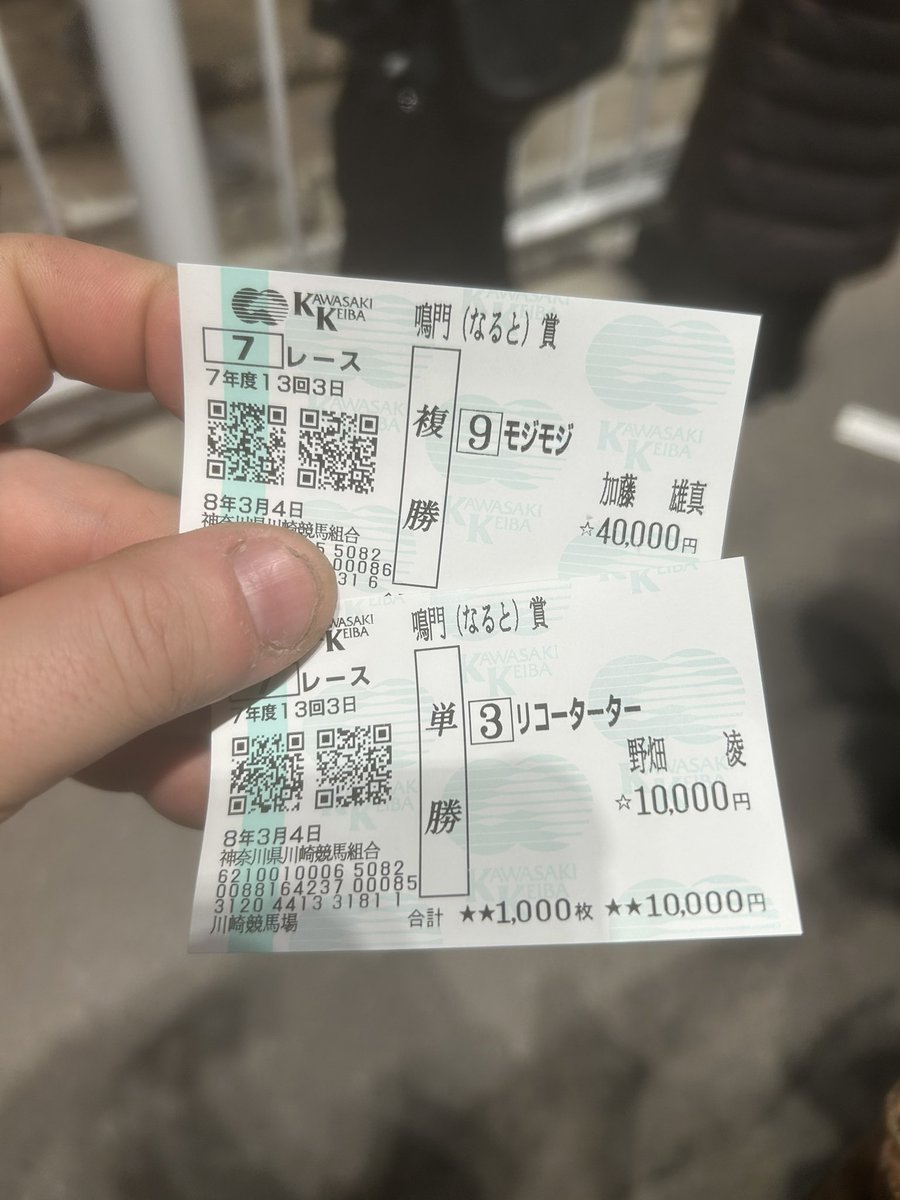 KAWASAKI KEIBA
鳴門（なると）賞
7 レース
7年度13回3日
複勝
9 モジモジ
加藤 雄真
☆40,000円
8年3月4日
神奈川県川崎競馬組合
5082
00086
31 6
鳴門（なると）賞
KEIBA
レース
7年度13回3日
単勝
3 リコーターター
野畑 凌
☆10,000円
8年3月4日
神奈川県川崎競馬組合
6210010006 5082
0088164237 00085
3120 4413 3181 1
川崎競馬場
合計 ★★1,000枚 ★★10,000円